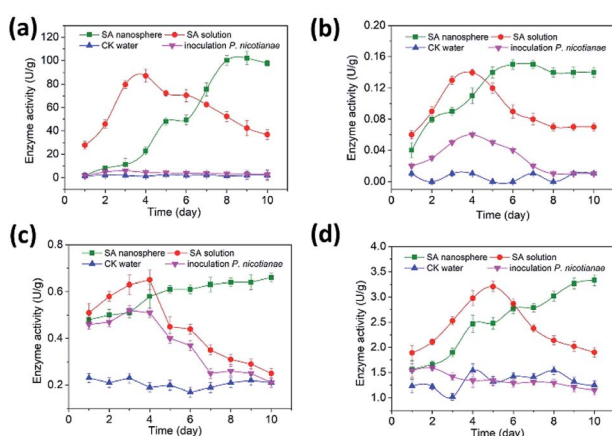 (a)
SA nanosphere SA solution
CK water inoculation P. nicotianae
Enzyme activity (U/g)
120
100
80
60
40
20
0
0 2 4 6 8 10
Time (day)
(b)
SA nanosphere SA solution
CK water inoculation P. nicotianae
Enzyme activity (U/g)
0.20
0.16
0.12
0.08
0.04
0.00
0 2 4 6 8 10
Time (day)
(c)
SA nanosphere SA solution
CK water inoculation P. nicotianae
Enzyme activity (U/g)
0.8
0.6
0.4
0.2
0 2 4 6 8 10
Time (day)
(d)
SA nanosphere SA solution
CK water inoculation P. nicotianae
Enzyme activity (U/g)
4.0
3.5
3.0
2.5
2.0
1.5
1.0
0 2 4 6 8 10
Time (day)